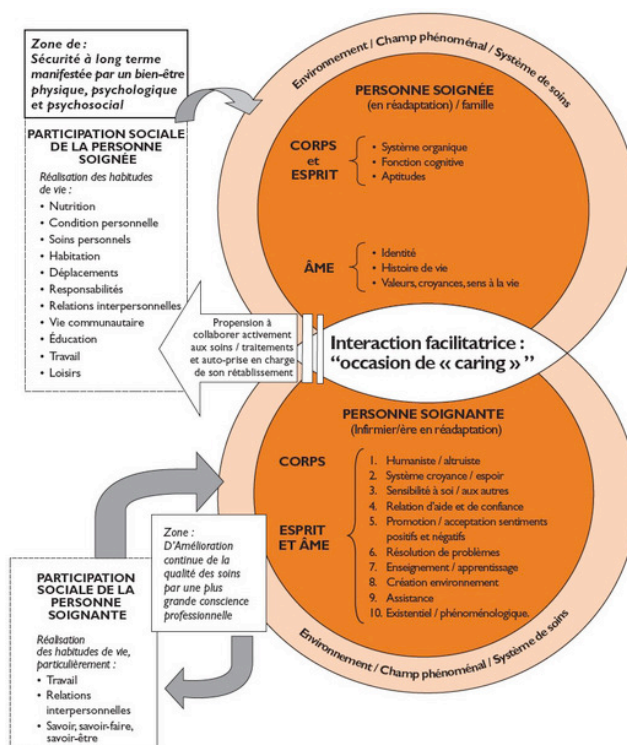 Zone de :
Sécurité à long terme
manifestée par un bien-être
physique, psychologique
et psychosocial
PARTICIPATION SOCIALE
DE LA PERSONNE
SOIGNÉE
Réalisation des habitudes
de vie :
• Nutrition
• Condition personnelle
• Soins personnels
• Habitation
• Déplacements
• Responsabilités
• Relations interpersonnelles
• Vie communautaire
• Éducation
• Travail
• Loisirs
Environnement / Champ phénoménal / Système de soins
PERSONNE SOIGNÉE
(en réadaptation) / famille
CORPS
et
ESPRIT
• Système organique
• Fonction cognitive
• Aptitudes
ÂME
• Identité
• Histoire de vie
• Valeurs, croyances, sens à la vie
Propension à
collaborer activement
aux soins / traitements
et auto-prise en charge
de son rétablissement
Interaction facilitatrice :
“occasion de « caring » ”
PERSONNE SOIGNANTE
(Infirmier/ère en réadaptation)
CORPS
ESPRIT
ET ÂME
1. Humaniste / altruiste
2. Système croyance / espoir
3. Sensibilité à soi / aux autres
4. Relation d'aide et de confiance
5. Promotion / acceptation sentiments
positifs et négatifs
6. Résolution de problèmes
7. Enseignement / apprentissage
8. Création environnement
9. Assistance
10. Existentiel / phénoménologique.
Environnement / Champ phénoménal / Système de soins
Zone :
D'Amélioration
continue de la
qualité des soins
par une plus
grande conscience
professionnelle
PARTICIPATION
SOCIALE DE LA
PERSONNE
SOIGNANTE
Réalisation
des habitudes de vie,
particulièrement :
• Travail
• Relations
interpersonnelles
• Savoir, savoir-faire,
savoir-être